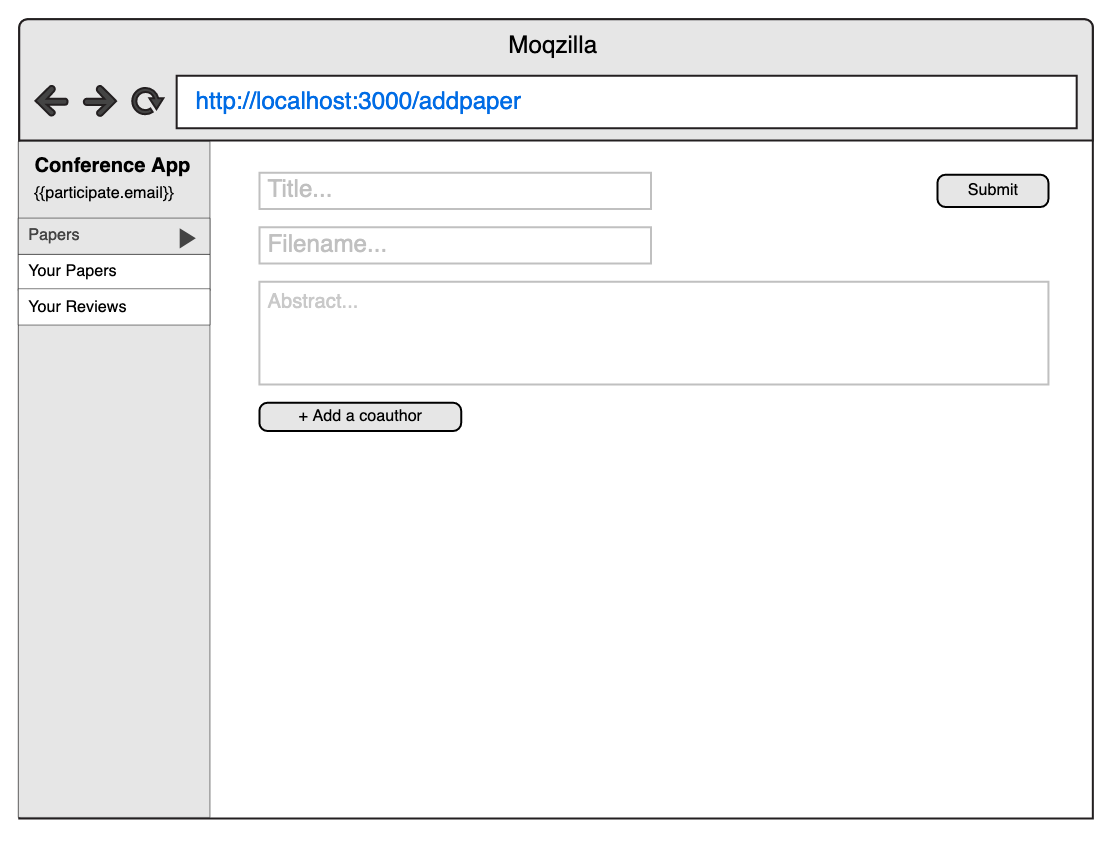 Moqzilla
http://localhost:3000/addpaper
Conference App
{{participate.email}}
Papers
Your Papers
Your Reviews
Title...
Submit
Filename...
Abstract...
+ Add a coauthor